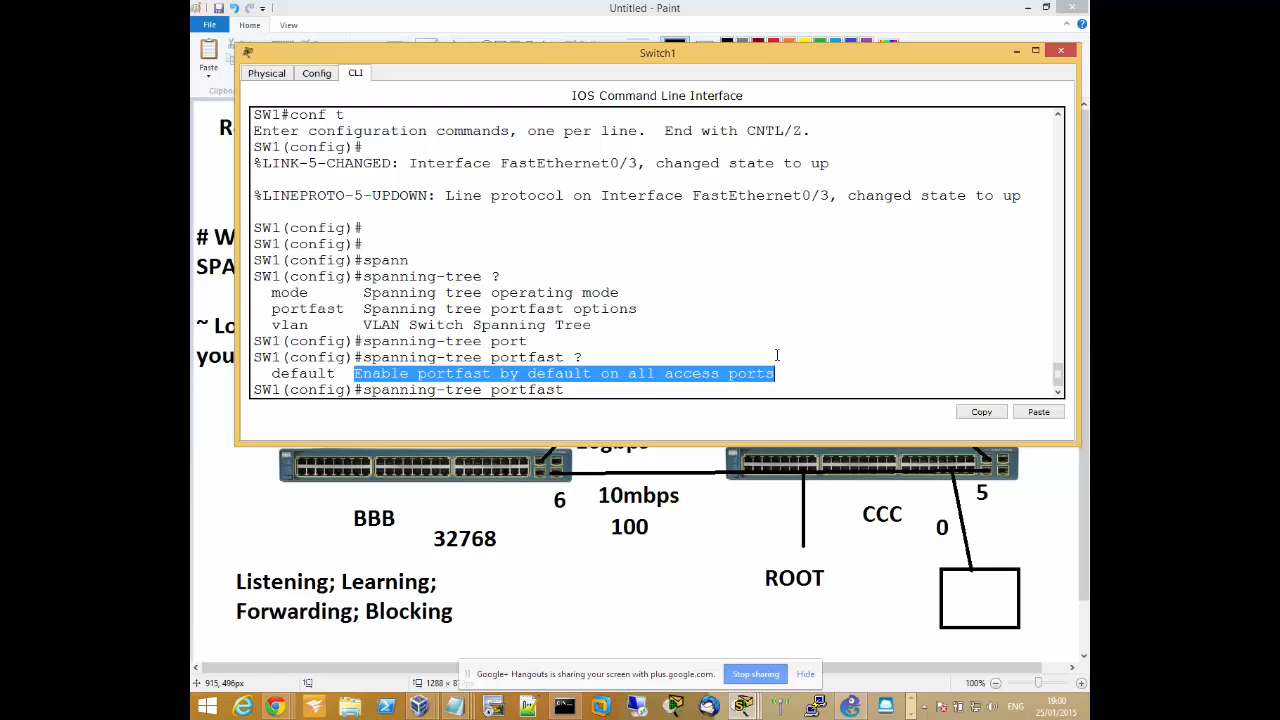 Untitled - Paint
File Home View
Paste
Clipb
Switch1
Physical Config CLI
IOS Command Line Interface
SW1#conf t
Enter configuration commands, one per line. End with CNTL/Z.
SW1(config)#
%LINK-5-CHANGED: Interface FastEthernet0/3, changed state to up
%LINEPROTO-5-UPDOWN: Line protocol on Interface FastEthernet0/3, changed state to up
SW1(config)#
SW1(config)#
SW1(config)#spann
SW1(config)#spanning-tree ?
mode Spanning tree operating mode
portfast Spanning tree portfast options
vlan VLAN Switch Spanning Tree
SW1(config)#spanning-tree port
SW1(config)#spanning-tree portfast ?
default Enable portfast by default on all access ports
SW1(config)#spanning-tree portfast
Copy Paste
R
# W
SPA
~ Lo
you
6 10mbps 5
100
BBB CCC 0
32768
ROOT
Listening; Learning;
Forwarding; Blocking
Google+ Hangouts is sharing your screen with plus.google.com. Stop sharing Hide
915, 496px 100%
ENG 19:00
25/01/2015